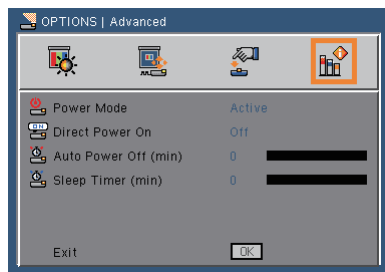 OPTIONS | Advanced
Power Mode Active
ON Direct Power On Off
Auto Power Off (min) 0
Sleep Timer (min) 0
Exit OK